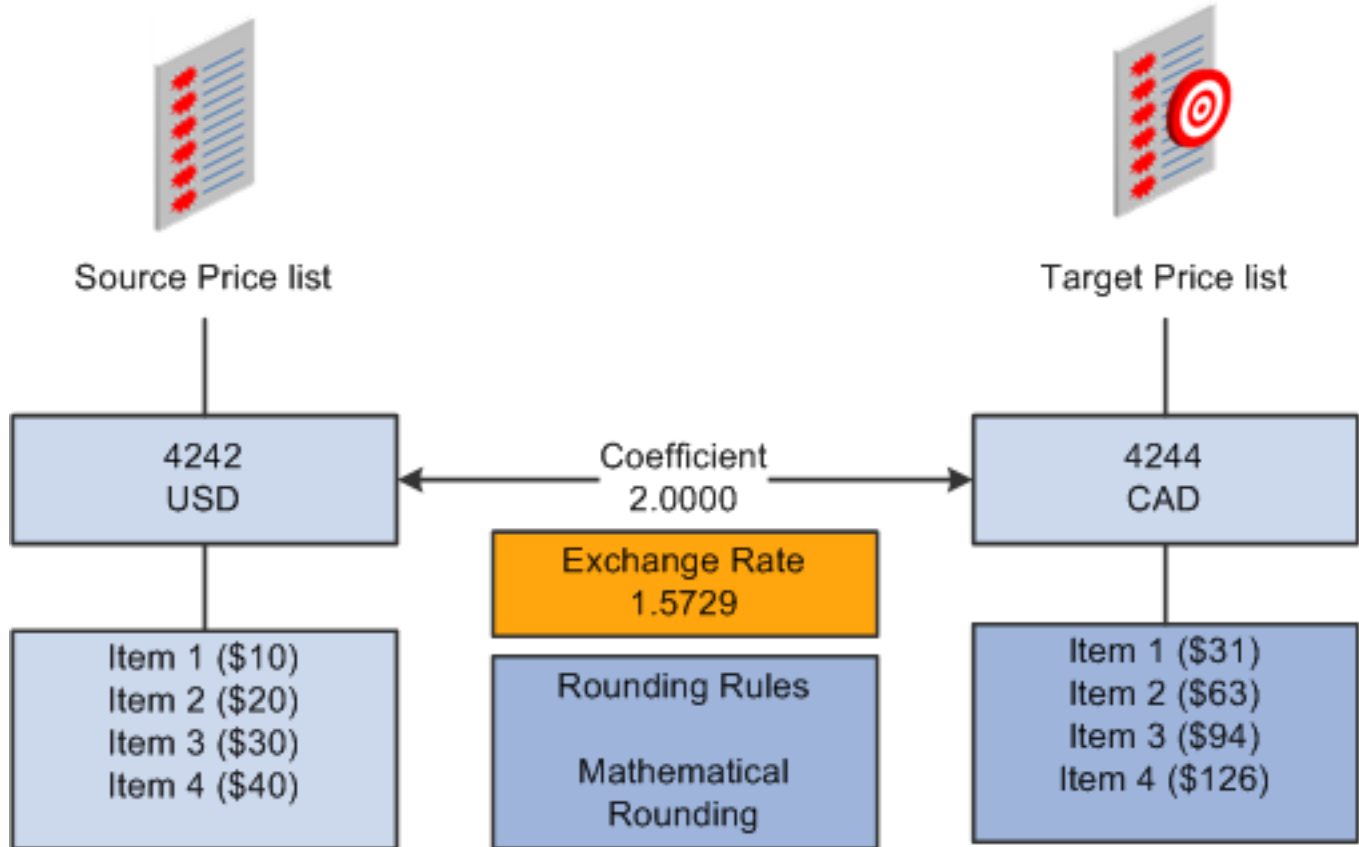 Source Price list
Target Price list
4242
USD
Coefficient
2.0000
4244
CAD
Exchange Rate
1.5729
Item 1 ($10)
Item 2 ($20)
Item 3 ($30)
Item 4 ($40)
Rounding Rules
Mathematical
Rounding
Item 1 ($31)
Item 2 ($63)
Item 3 ($94)
Item 4 ($126)